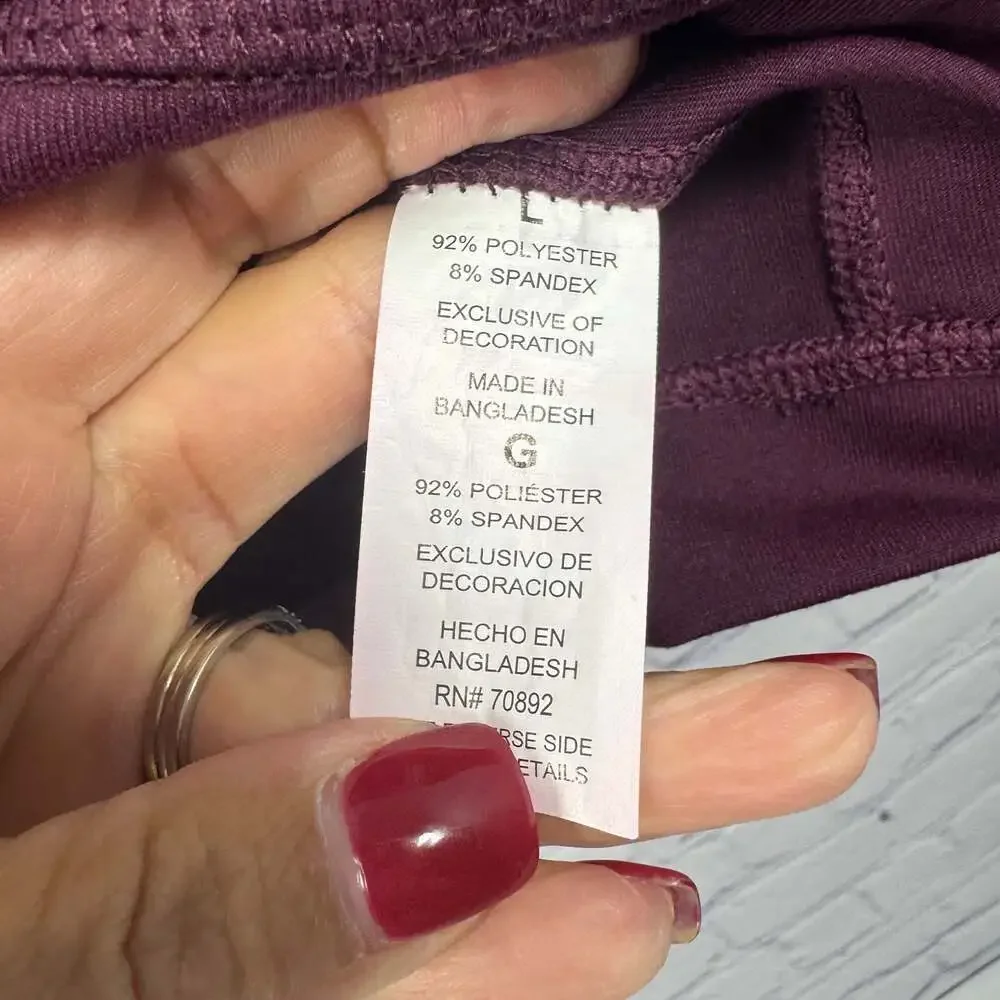 L
92% POLYESTER
8% SPANDEX
EXCLUSIVE OF
DECORATION
MADE IN
BANGLADESH
G
92% POLIÉSTER
8% SPANDEX
EXCLUSIVO DE
DECORACION
HECHO EN
BANGLADESH
RN# 70892
SIDE